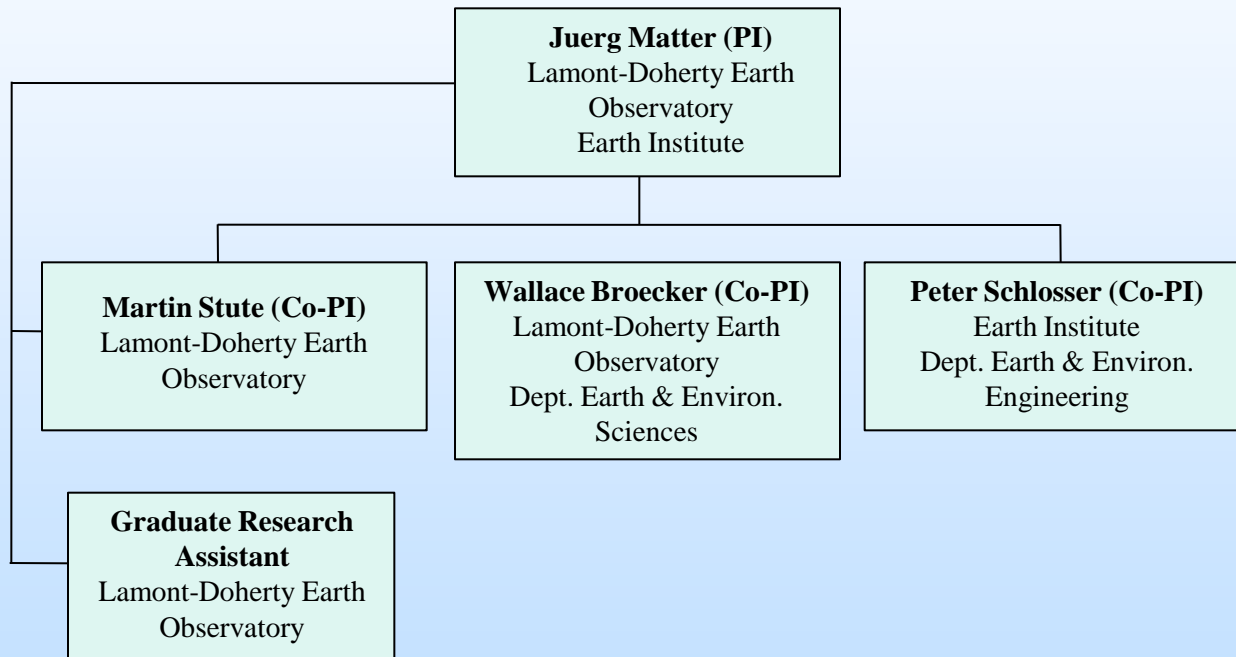 Juerg Matter (PI)
Lamont-Doherty Earth
Observatory
Earth Institute
Martin Stute (Co-PI)
Lamont-Doherty Earth
Observatory
Wallace Broecker (Co-PI)
Lamont-Doherty Earth
Observatory
Dept. Earth & Environ.
Sciences
Peter Schlosser (Co-PI)
Earth Institute
Dept. Earth & Environ.
Engineering
Graduate Research
Assistant
Lamont-Doherty Earth
Observatory